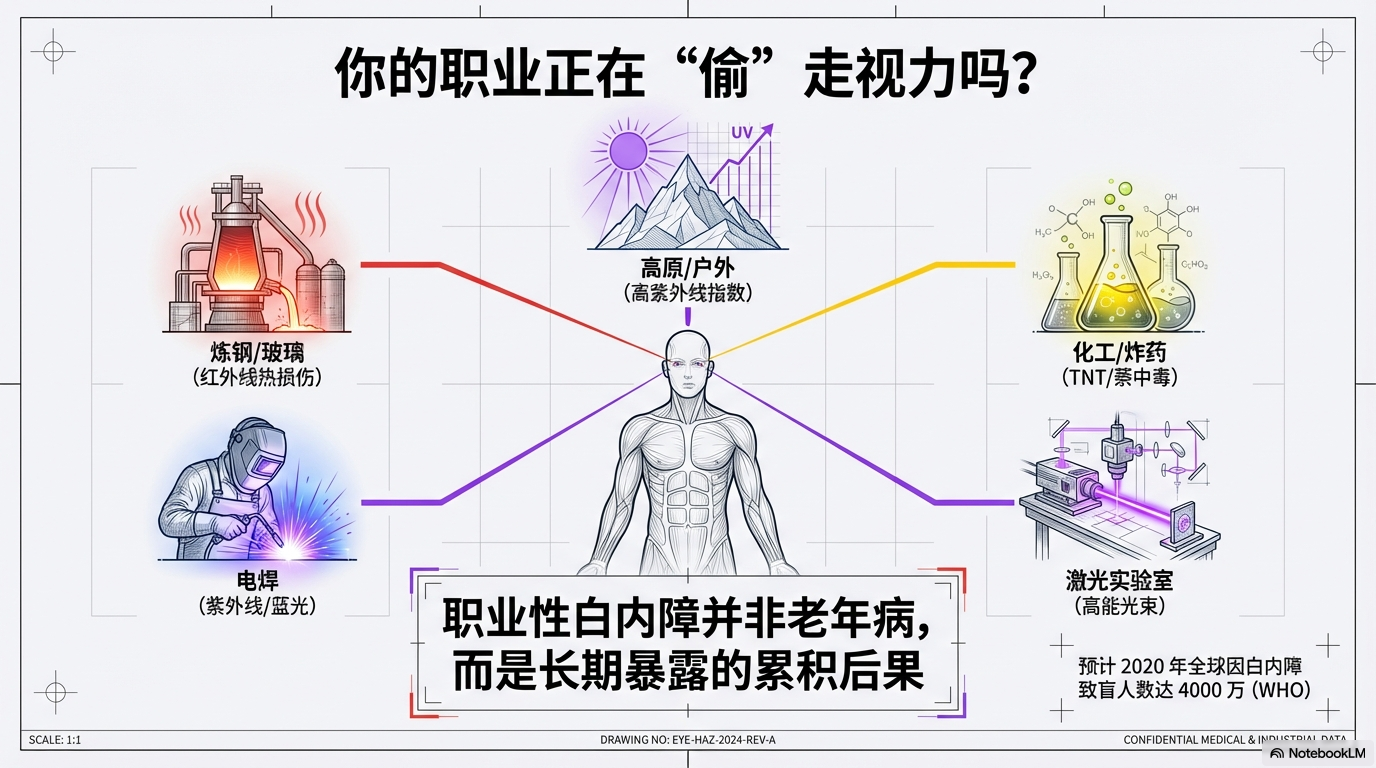 你的职业正在“偷”走视力吗？
UV
高原/户外
（高紫外线指数）
炼钢/玻璃
（红外线热损伤）
化工/炸药
（TNT/萘中毒）
电焊
（紫外线/蓝光）
激光实验室
（高能光束）
职业性白内障并非老年病，
而是长期暴露的累积后果
预计 2020 年全球因白内障
致盲人数达 4000 万（WHO）
SCALE: 1:1
DRAWING NO: EYE-HAZ-2024-REV-A
CONFIDENTIAL MEDICAL & INDUSTRIAL DATA
NotebookLM